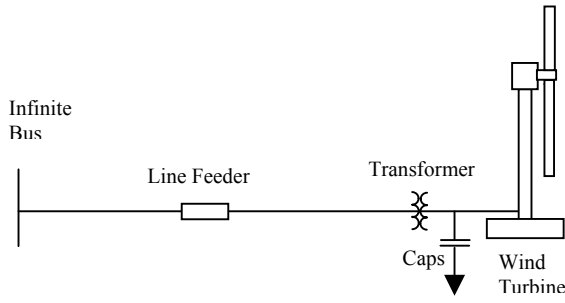 Infinite
Bus
Line Feeder
Transformer
Caps
Wind
Turbine